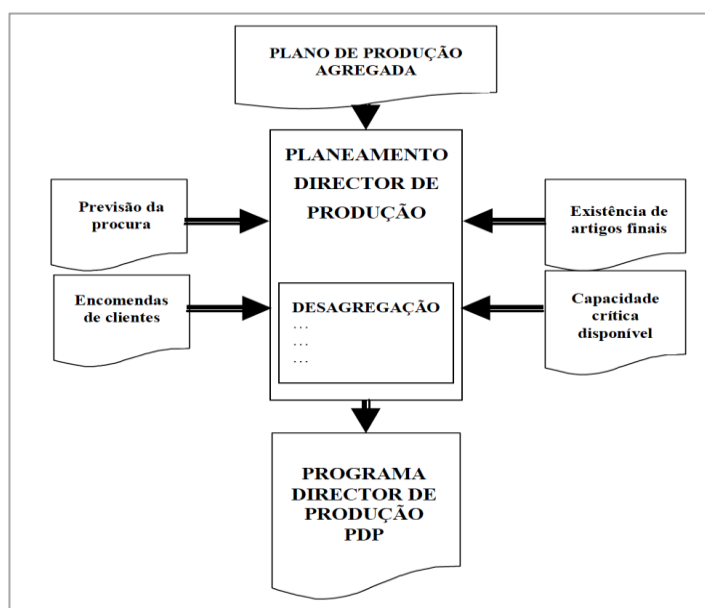 PLANO DE PRODUÇÃO
AGREGADA
PLANEAMENTO
DIRECTOR DE
PRODUÇÃO
Previsão da
procura
Existência de
artigos finais
Encomendas
de clientes
DESAGREGAÇÃO
...
...
...
Capacidade
crítica
disponível
PROGRAMA
DIRECTOR DE
PRODUÇÃO
PDP